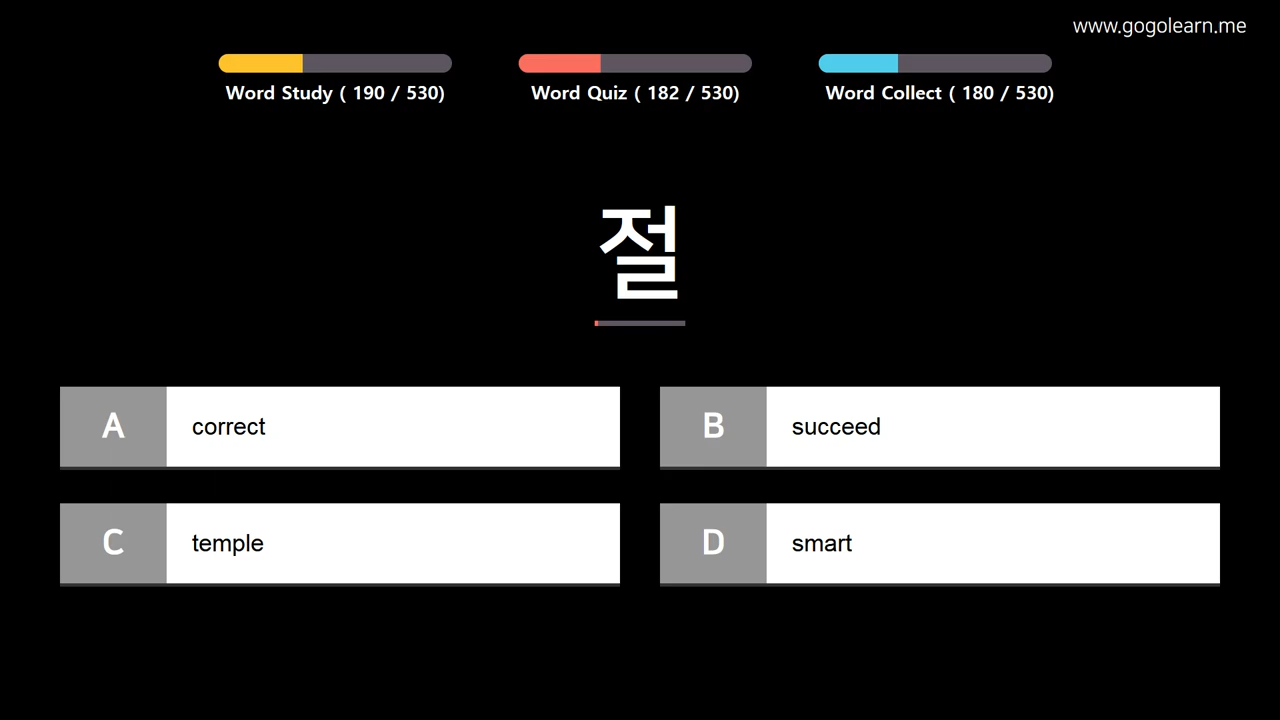 www.gogolearn.me
Word Study ( 190 / 530)
Word Quiz ( 182 / 530)
Word Collect ( 180 / 530)
절
A correct
B succeed
C temple
D smart